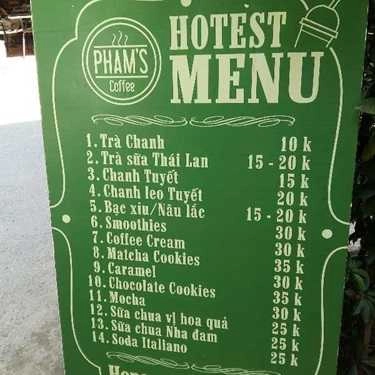 PHAM'S
Coffee
HOTEST
MENU
1. Trà Chanh 10 k
2. Trà sữa Thái Lan 15 - 20 k
3. Chanh Tuyết 15 k
4. Chanh leo Tuyết 20 k
5. Bạc xỉu/Nâu lắc 15 - 20 k
6. Smoothies 30 k
7. Coffee Cream 30 k
8. Matcha Cookies 35 k
9. Caramel 30 k
10. Chocolate Cookies 35 k
11. Mocha 35 k
12. Sữa chua vị hoa quả 25 k
13. Sữa chua Nha đam 25 k
14. Soda Italiano 25 k